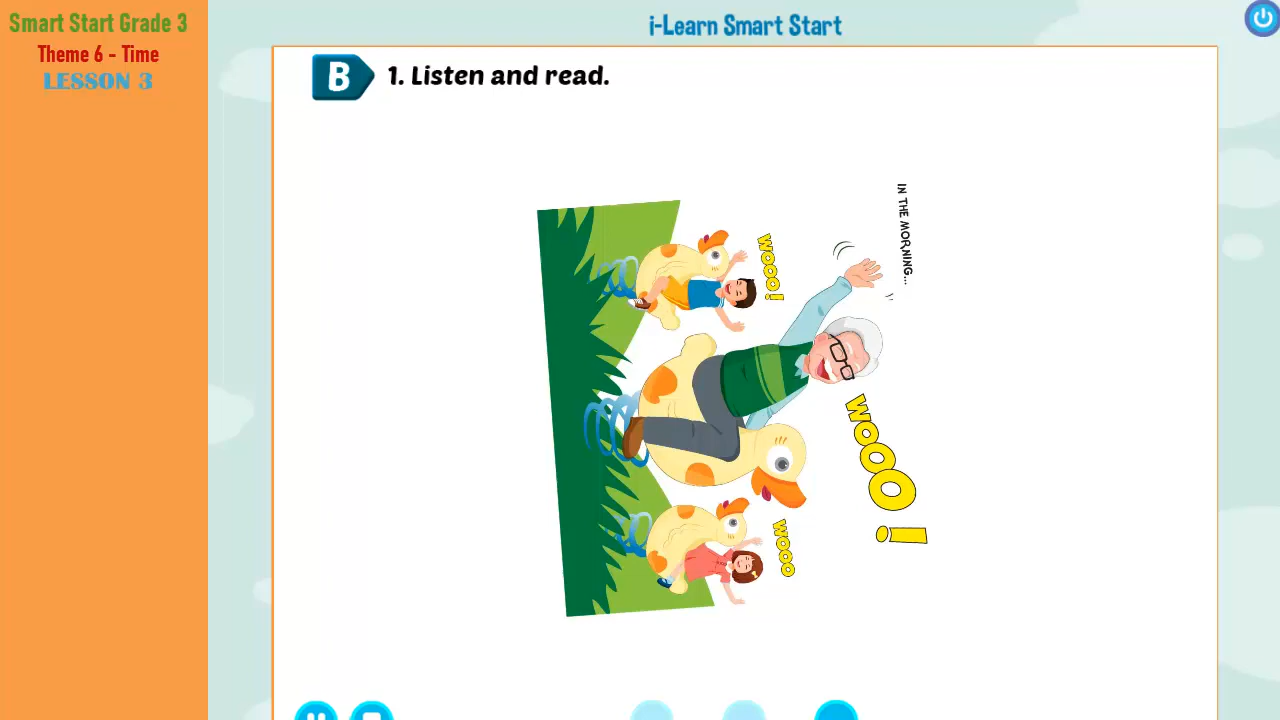 Smart Start Grade 3
Theme 6 - Time
LESSON 3
i-Learn Smart Start
B
1. Listen and read.
IN THE MORNING...
WOOO!
WOOO!
WOOO